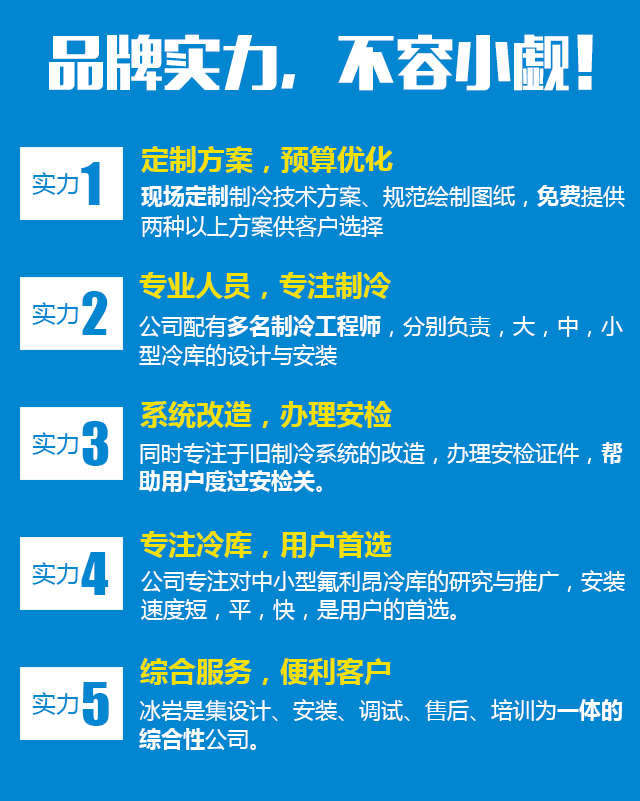 品牌实力，不容小觑！
实力1
定制方案，预算优化
现场定制制冷技术方案、规范绘制图纸，免费提供
两种以上方案供客户选择
实力2
专业人员，专注制冷
公司配有多名制冷工程师，分别负责，大，中，小
型冷库的设计与安装
实力3
系统改造，办理安检
同时专注于旧制冷系统的改造，办理安检证件，帮
助用户度过安检关。
实力4
专注冷库，用户首选
公司专注对中小型氟利昂冷库的研究与推广，安装
速度短，平，快，是用户的首选。
实力5
综合服务，便利客户
冰岩是集设计、安装、调试、售后、培训为一体的
综合性公司。